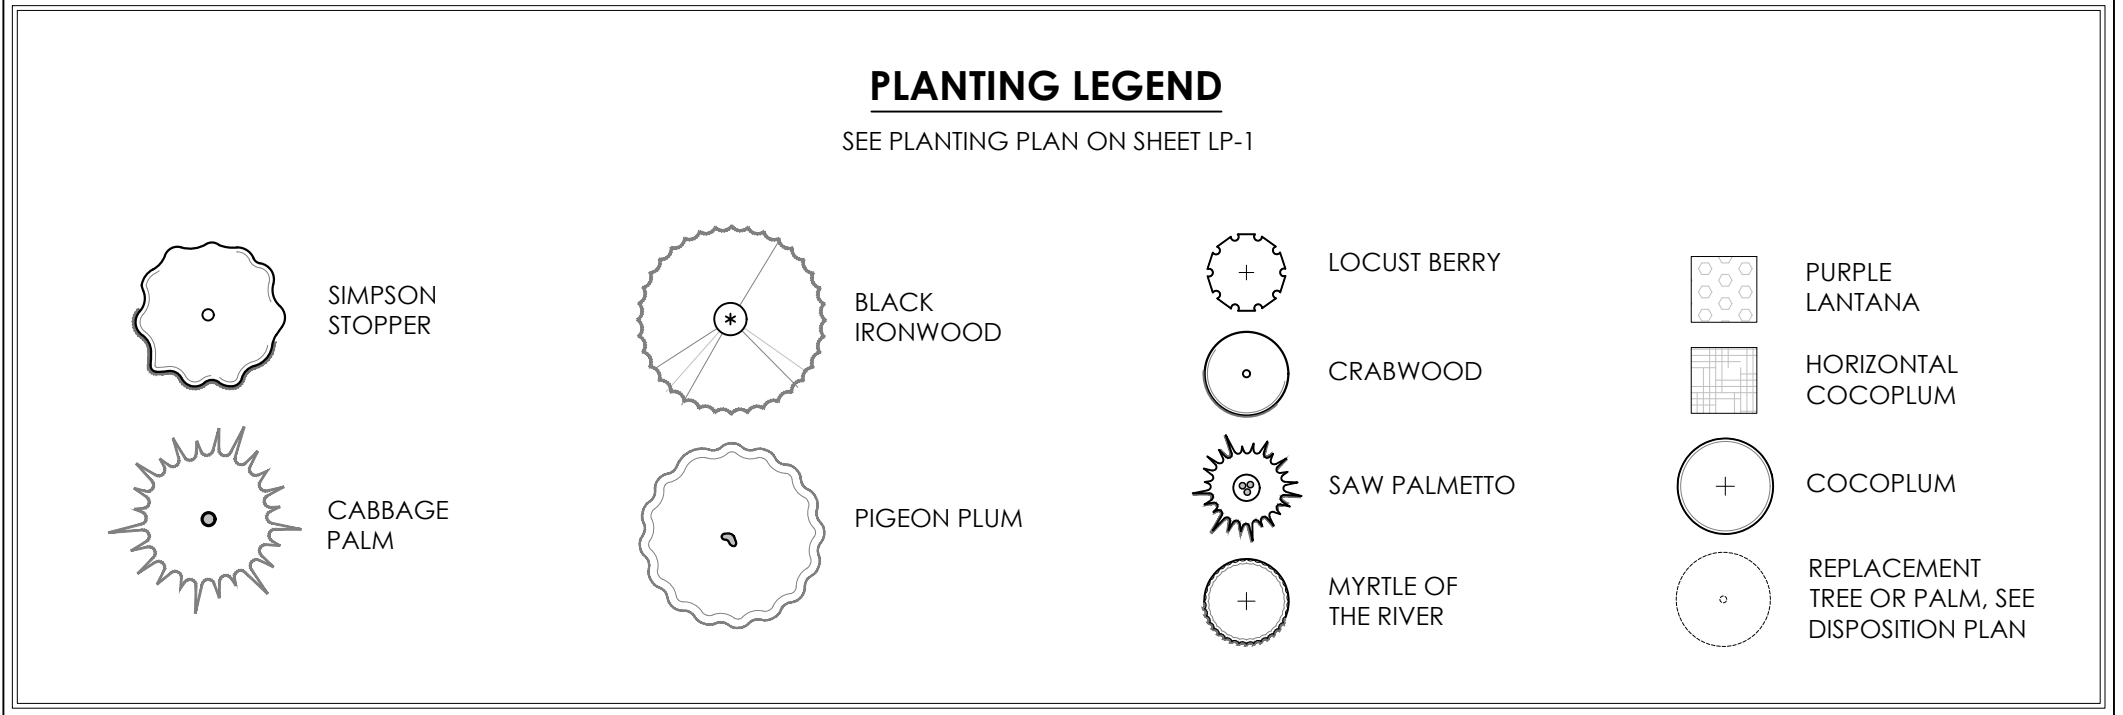 PLANTING LEGEND
SEE PLANTING PLAN ON SHEET LP-1
SIMPSON
STOPPER
CABBAGE
PALM
BLACK
IRONWOOD
PIGEON PLUM
LOCUST BERRY
CRABWOOD
SAW PALMETTO
MYRTLE OF
THE RIVER
PURPLE
LANTANA
HORIZONTAL
COCOPLUM
COCOPLUM
REPLACEMENT
TREE OR PALM, SEE
DISPOSITION PLAN